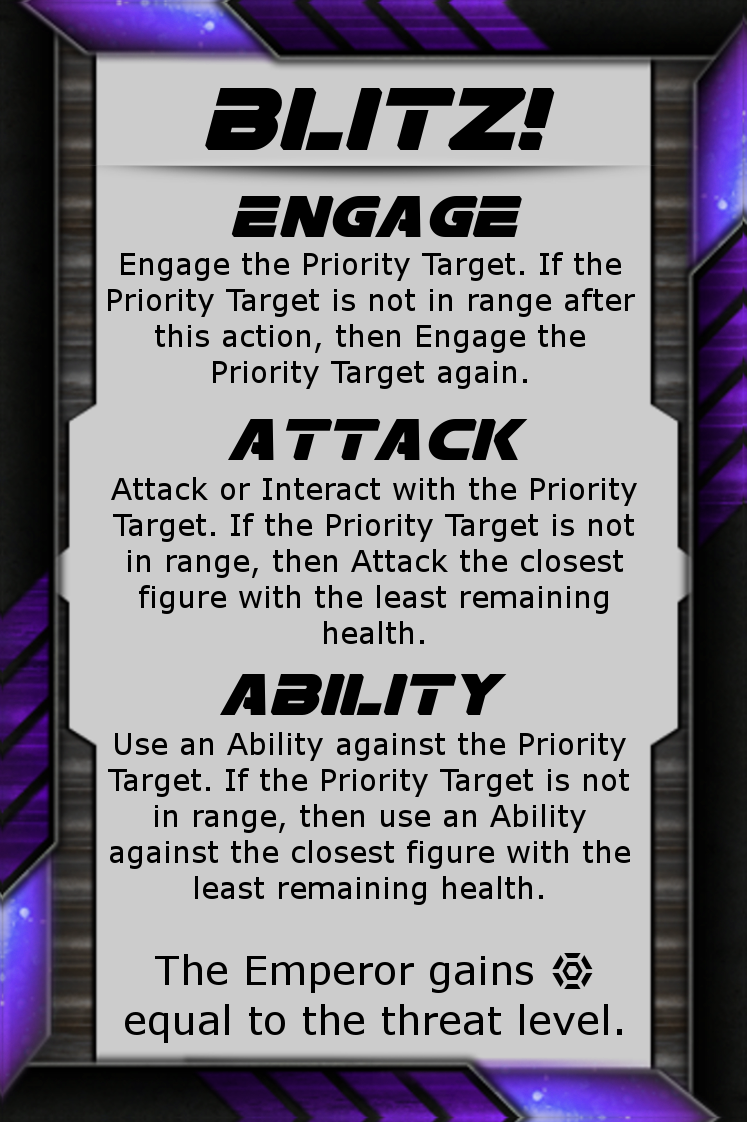 BLITZ!
ENGAGE
Engage the Priority Target. If the
Priority Target is not in range after
this action, then Engage the
Priority Target again.
ATTACK
Attack or Interact with the Priority
Target. If the Priority Target is not
in range, then Attack the closest
figure with the least remaining
health.
ABILITY
Use an Ability against the Priority
Target. If the Priority Target is not
in range, then use an Ability
against the closest figure with the
least remaining health.
The Emperor gains
equal to the threat level.